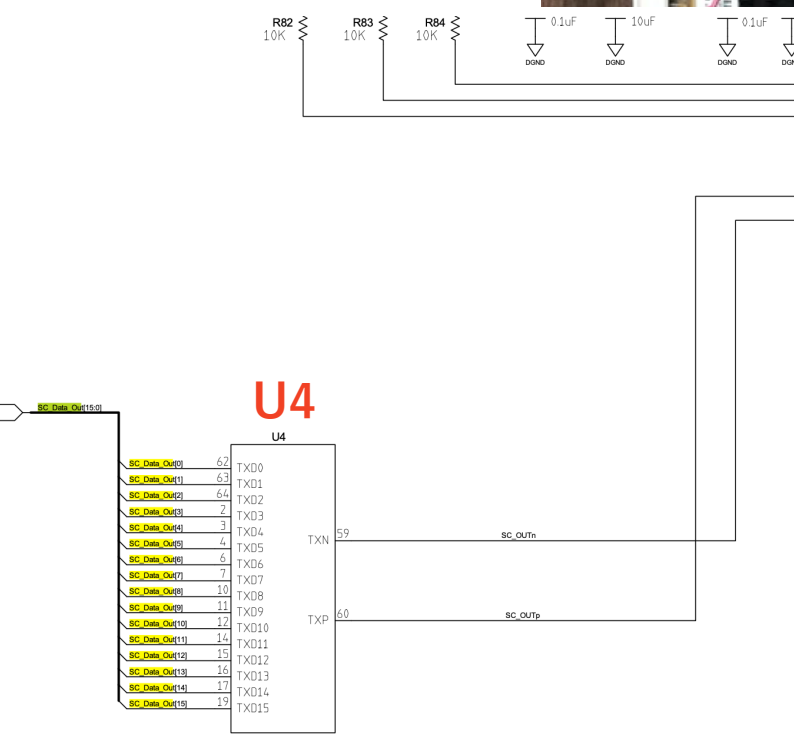 R82 R83 R84 0.1uF 10uF 0.1uF
10K 10K 10K
DGND DGND DGND
U4
SC_Data_Out[15:0]
U4
SC_Data_Out[0] 62 TXD0
SC_Data_Out[1] 63 TXD1
SC_Data_Out[2] 64 TXD2
SC_Data_Out[3] 2 TXD3
SC_Data_Out[4] 3 TXD4
TXN 59 SC_OUTn
SC_Data_Out[5] 4 TXD5
SC_Data_Out[6] 6 TXD6
SC_Data_Out[7] 7 TXD7
SC_Data_Out[8] 10 TXD8
SC_Data_Out[9] 11 TXD9
TXP 60 SC_OUTp
SC_Data_Out[10] 12 TXD10
SC_Data_Out[11] 14 TXD11
SC_Data_Out[12] 15 TXD12
SC_Data_Out[13] 16 TXD13
SC_Data_Out[14] 17 TXD14
SC_Data_Out[15] 19 TXD15